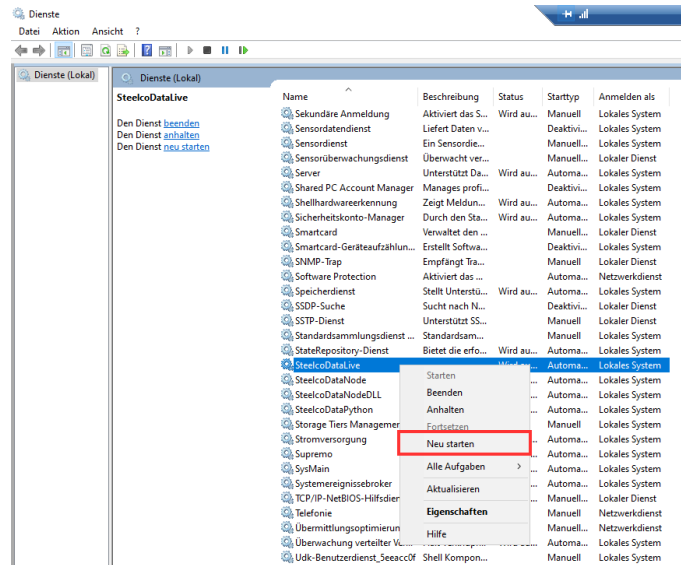 Dienste
Datei Aktion Ansicht ?
Dienste (Lokal)
Dienste (Lokal)
SteelcoDataLive
Den Dienst beenden
Den Dienst anhalten
Den Dienst neu starten
Name Beschreibung Status Starttyp Anmelden als
Sekundäre Anmeldung Aktiviert das S... Wird au... Manuell Lokales System
Sensordatendienst Liefert Daten v... Deaktivi... Lokales System
Sensordienst Ein Sensordie... Manuell... Lokales System
Sensorüberwachungsdienst Überwacht ver... Manuell... Lokaler Dienst
Server Unterstützt Da... Wird au... Automa... Lokales System
Shared PC Account Manager Manages profi... Deaktivi... Lokales System
Shellhardwareerkennung Zeigt Meldun... Wird au... Automa... Lokales System
Sicherheitskonto-Manager Durch den Sta... Wird au... Automa... Lokales System
Smartcard Verwaltet den ... Manuell... Lokaler Dienst
Smartcard-Geräteaufzählun... Erstellt Softwa... Deaktivi... Lokales System
SNMP-Trap Empfängt Tra... Manuell Lokaler Dienst
Software Protection Aktiviert das ... Automa... Netzwerkdienst
Speicherdienst Stellt Unterstü... Wird au... Automa... Lokales System
SSDP-Suche Sucht nach N... Deaktivi... Lokaler Dienst
SSTP-Dienst Unterstützt SS... Manuell Lokaler Dienst
Standardsammlungsdienst ... Standardsam... Manuell Lokales System
StateRepository-Dienst Bietet die erfo... Wird au... Automa... Lokales System
SteelcoDataLive Automa... Lokales System
SteelcoDataNode Automa... Lokales System
SteelcoDataNodeDLL Automa... Lokales System
SteelcoDataPython Automa... Lokales System
Storage Tiers Managemen Manuell Lokales System
Stromversorgung Automa... Lokales System
Supremo Automa... Lokales System
SysMain Automa... Lokales System
Systemereignissebroker Automa... Lokales System
TCP/IP-NetBIOS-Hilfsdien Manuell... Lokaler Dienst
Telefonie Manuell Netzwerkdienst
Übermittlungsoptimierun Manuell... Netzwerkdienst
Überwachung verteilter Automa... Lokales System
Udk-Benutzerdienst_5eeacc0f Shell Kompon... Manuell Lokales System
Starten
Beenden
Anhalten
Fortsetzen
Neu starten
Alle Aufgaben
Aktualisieren
Eigenschaften
Hilfe